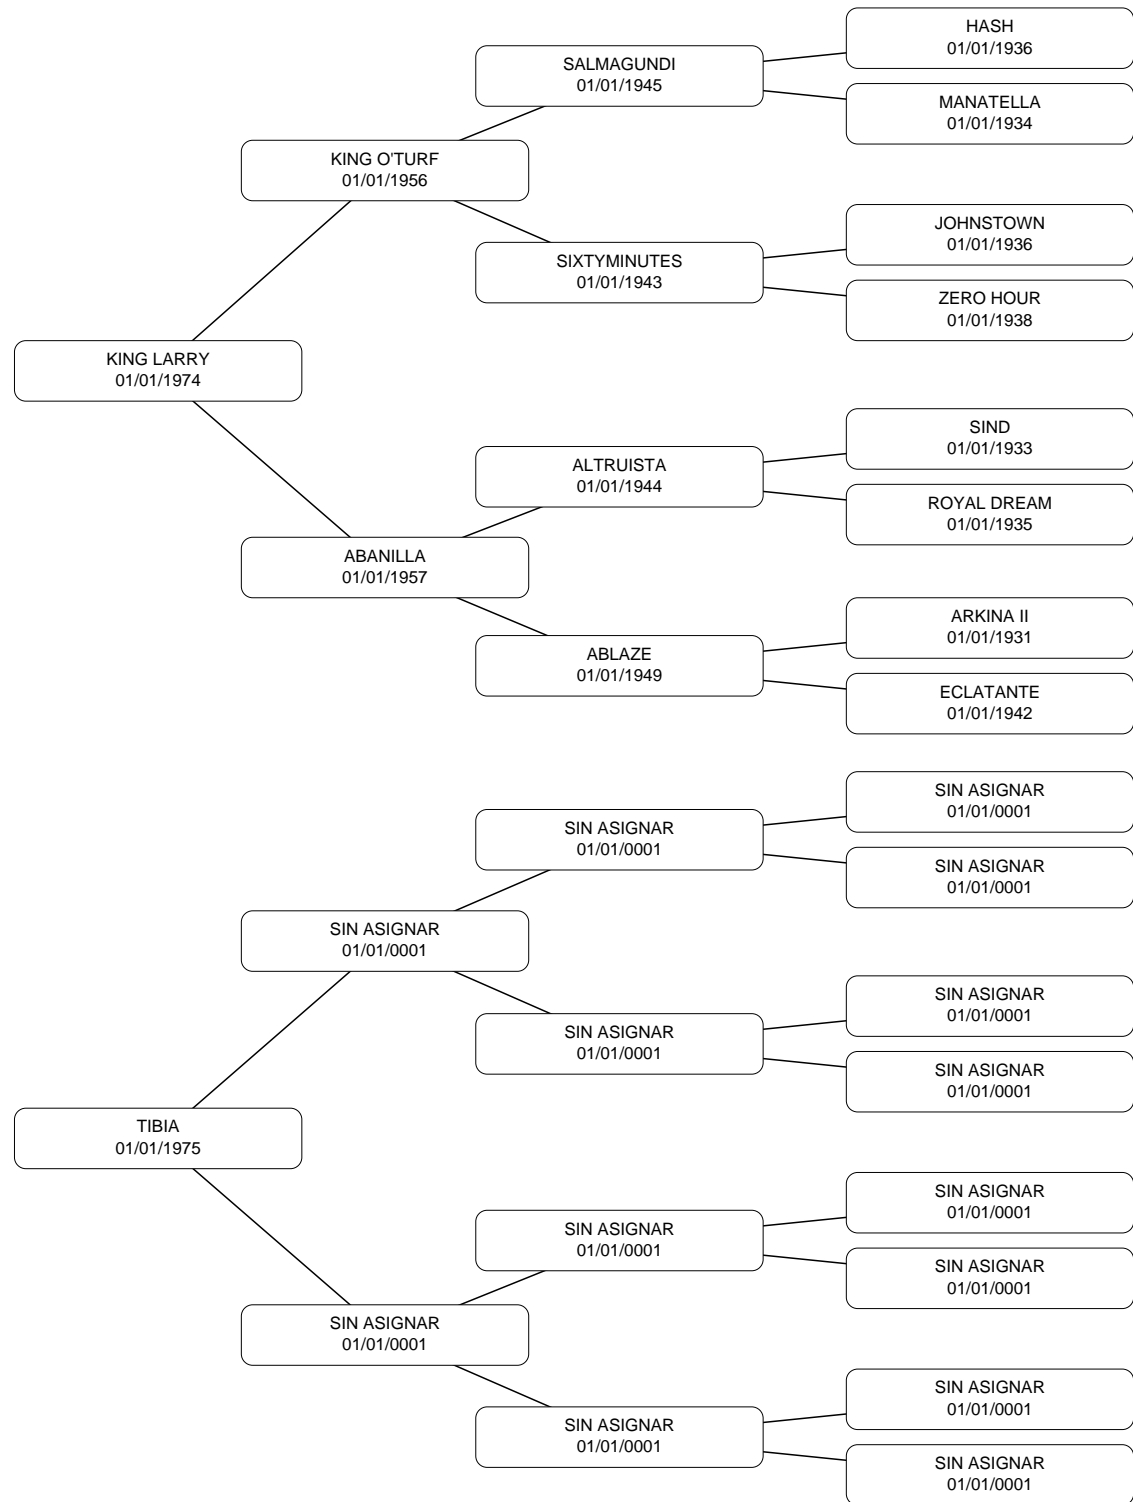 HASH
01/01/1936
SALMAGUNDI
01/01/1945
MANATELLA
01/01/1934
KING O'TURF
01/01/1956
JOHNSTOWN
01/01/1936
SIXTYMINUTES
01/01/1943
ZERO HOUR
01/01/1938
KING LARRY
01/01/1974
SIND
01/01/1933
ALTRUISTA
01/01/1944
ROYAL DREAM
01/01/1935
ABANILLA
01/01/1957
ARKINA II
01/01/1931
ABLAZE
01/01/1949
ECLATANTE
01/01/1942
SIN ASIGNAR
01/01/0001
SIN ASIGNAR
01/01/0001
SIN ASIGNAR
01/01/0001
SIN ASIGNAR
01/01/0001
SIN ASIGNAR
01/01/0001
SIN ASIGNAR
01/01/0001
SIN ASIGNAR
01/01/0001
TIBIA
01/01/1975
SIN ASIGNAR
01/01/0001
SIN ASIGNAR
01/01/0001
SIN ASIGNAR
01/01/0001
SIN ASIGNAR
01/01/0001
SIN ASIGNAR
01/01/0001
SIN ASIGNAR
01/01/0001
SIN ASIGNAR
01/01/0001